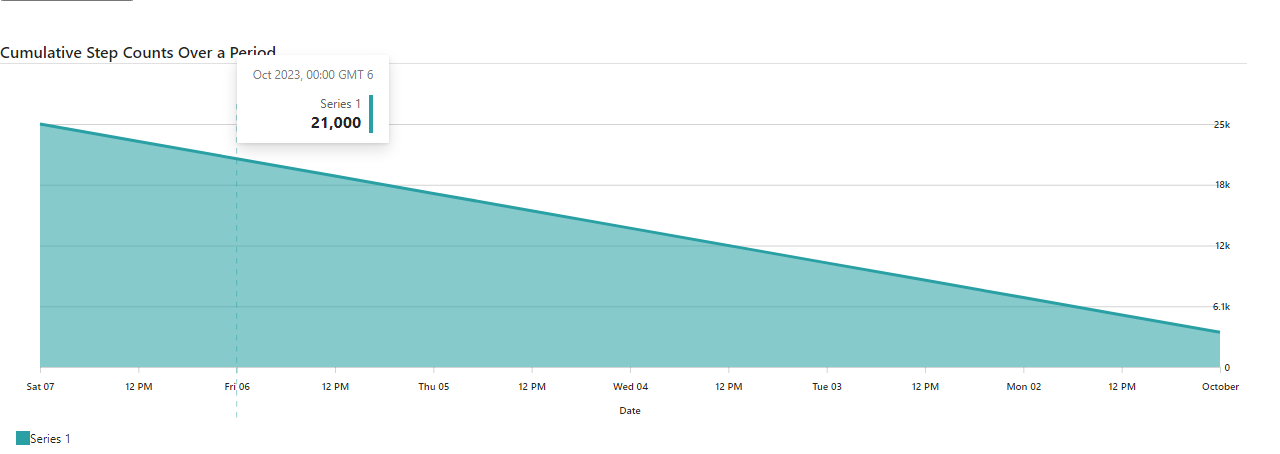 Cumulative Step Counts Over a Period
Oct 2023, 00:00 GMT 6
Series 1
21,000
25k
18k
12k
6.1k
0
Sat 07 12 PM Fri 06 12 PM Thu 05 12 PM Wed 04 12 PM Tue 03 12 PM Mon 02 12 PM October
Date
Series 1